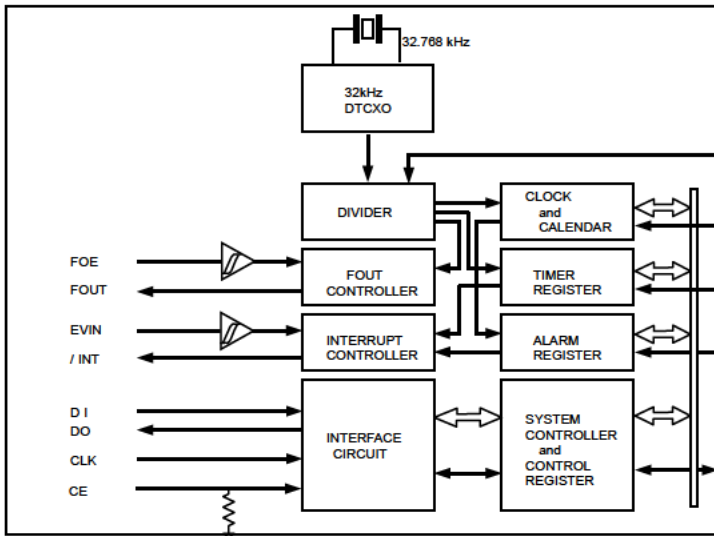 32.768 kHz
32kHz
DTCXO
DIVIDER
CLOCK
and
CALENDAR
FOE
FOUT
FOUT
CONTROLLER
TIMER
REGISTER
EVIN
/ INT
INTERRUPT
CONTROLLER
ALARM
REGISTER
D I
DO
CLK
CE
INTERFACE
CIRCUIT
SYSTEM
CONTROLLER
and
CONTROL
REGISTER